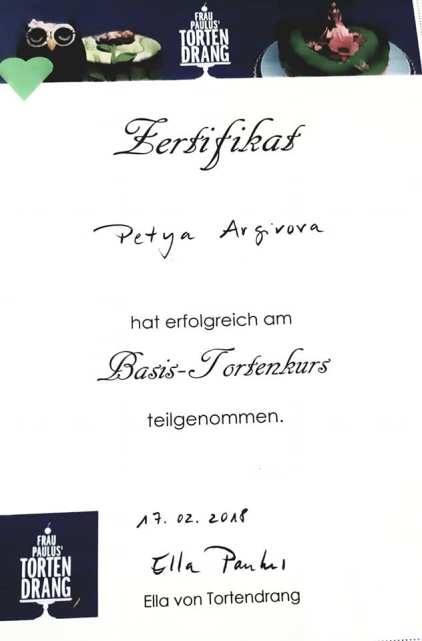 FRAU
PAULUS'
TORTEN
DRANG
Zertifikat
Petya Argirova
hat erfolgreich am
Basis-Tortenkurs
teilgenommen.
17. 02. 2018
Ella Paulus
Ella von Tortendrang
FRAU
PAULUS'
TORTEN
DRANG